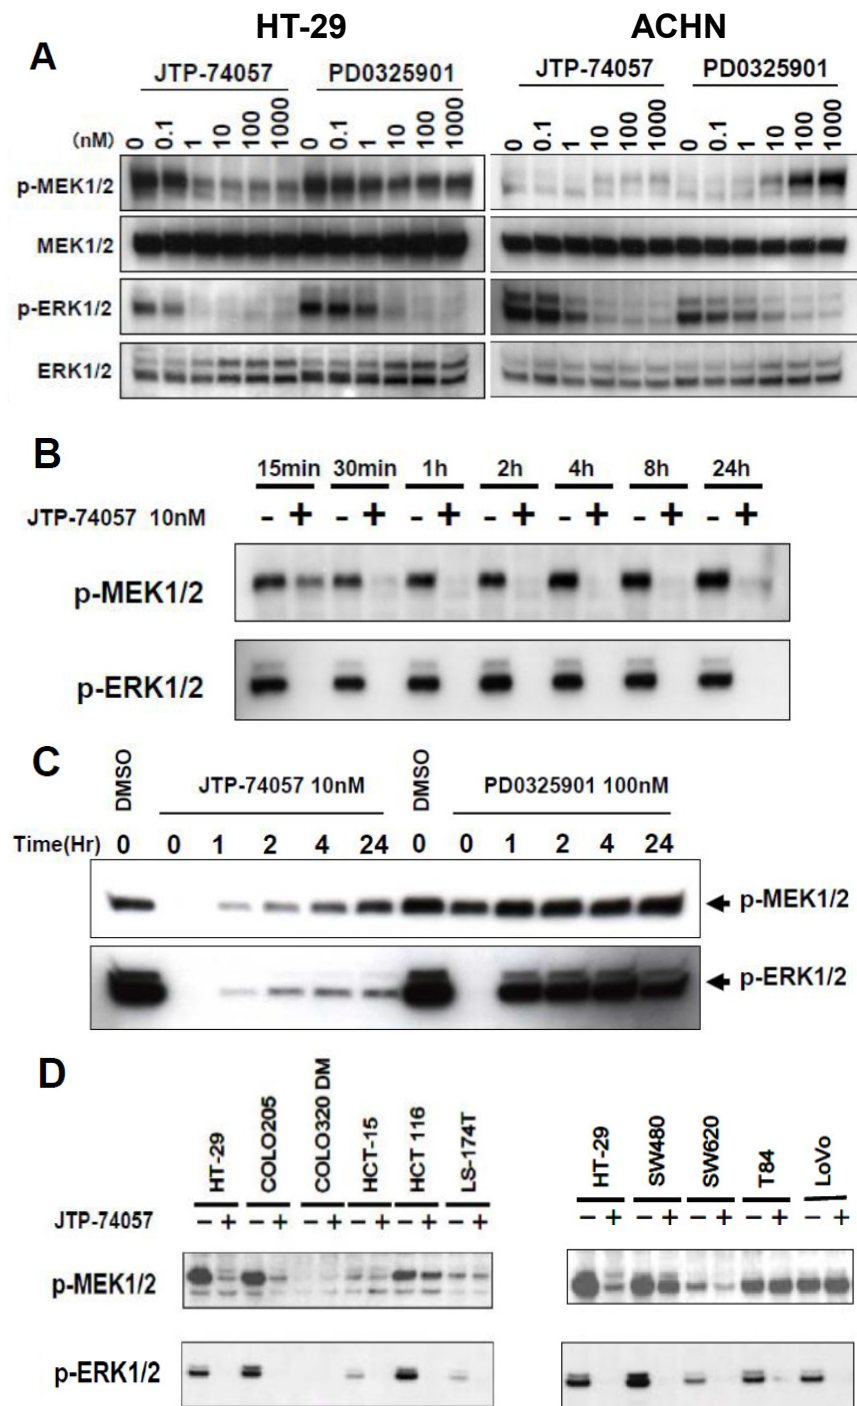 HT-29 ACHN
A
JTP-74057 PD0325901 JTP-74057 PD0325901
(nM) 0 0.1 1 10 100 1000 0 0.1 1 10 100 1000 0 0.1 1 10 100 1000 0 0.1 1 10 100 1000
p-MEK1/2
MEK1/2
p-ERK1/2
ERK1/2
B
15min 30min 1h 2h 4h 8h 24h
JTP-74057 10nM - + - + - + - + - + - + - +
p-MEK1/2
p-ERK1/2
C
DMSO JTP-74057 10nM DMSO PD0325901 100nM
Time(Hr) 0 0 1 2 4 24 0 0 1 2 4 24
p-MEK1/2
p-ERK1/2
D
HT-29 COLO205 COLO320 DM HCT-15 HCT 116 LS-174T HT-29 SW480 SW620 T84 LoVo
JTP-74057 − + − + − + − + − + − + − + − + − + − + − +
p-MEK1/2
p-ERK1/2